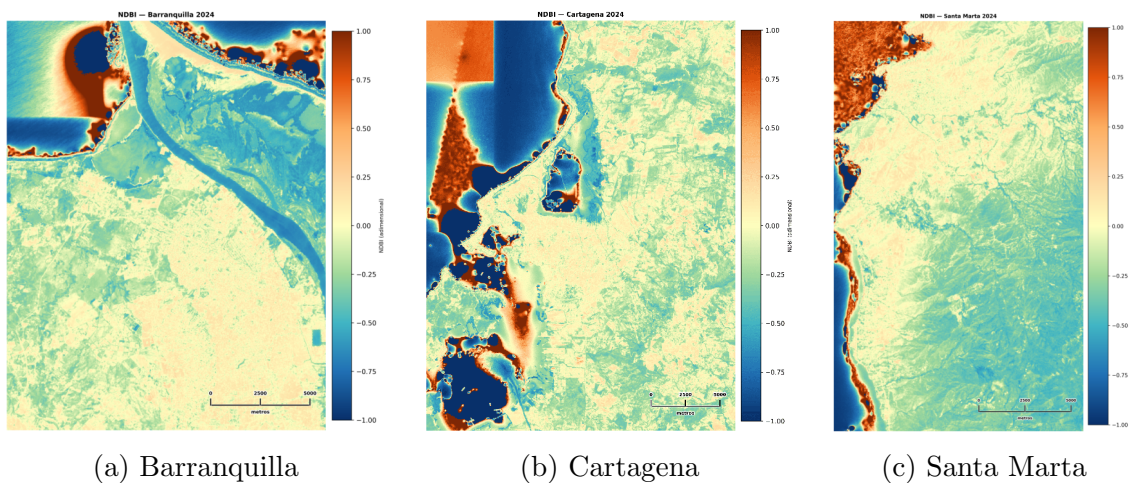 NDBI — Barranquilla 2024
1.00
0.75
0.50
0.25
0.00
−0.25
−0.50
−0.75
−1.00
NDBI (adimensional)
0 2500 5000
metros
NDBI — Cartagena 2024
1.00
0.75
0.50
0.25
0.00
−0.25
−0.50
−0.75
−1.00
0 2500 5000
metros
NDBI — Santa Marta 2024
1.00
0.75
0.50
0.25
0.00
−0.25
−0.50
−0.75
−1.00
0 2500 5000
metros
(a) Barranquilla
(b) Cartagena
(c) Santa Marta